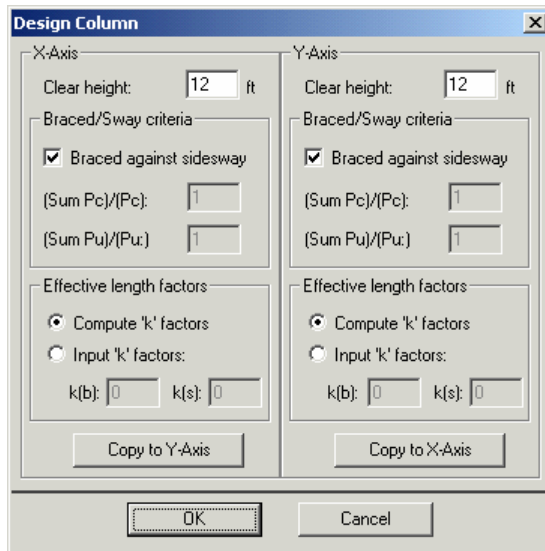 Design Column
X-Axis
Clear height: 12 ft
Braced/Sway criteria
Braced against sidesway
(Sum Pc)/(Pc): 1
(Sum Pu)/(Pu:) 1
Effective length factors
Compute 'k' factors
Input 'k' factors:
k(b): 0 k(s): 0
Copy to Y-Axis
Y-Axis
Clear height: 12 ft
Braced/Sway criteria
Braced against sidesway
(Sum Pc)/(Pc): 1
(Sum Pu)/(Pu:) 1
Effective length factors
Compute 'k' factors
Input 'k' factors:
k(b): 0 k(s): 0
Copy to X-Axis
OK Cancel